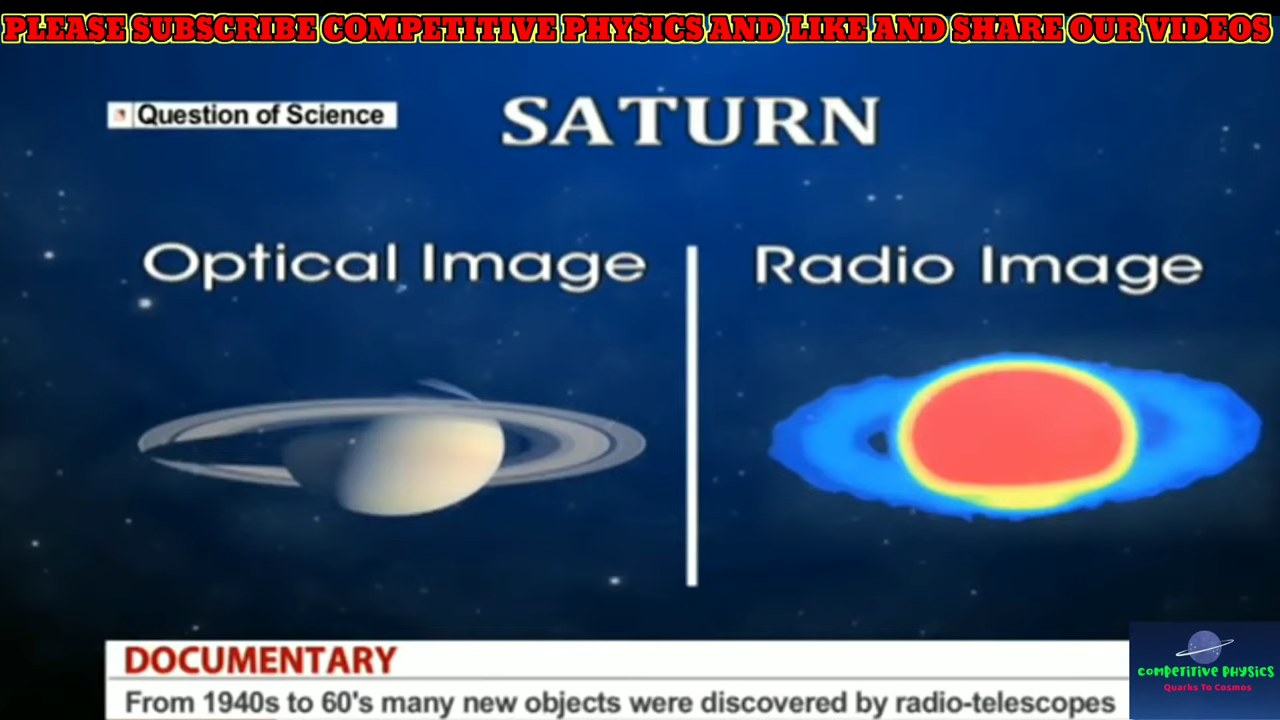 PLEASE SUBSCRIBE COMPETITIVE PHYSICS AND LIKE AND SHARE OUR VIDEOS
Question of Science
SATURN
Optical Image
Radio Image
DOCUMENTARY
From 1940s to 60's many new objects were discovered by radio-telescopes
COMPETITIVE PHYSICS
Quarks To Cosmos